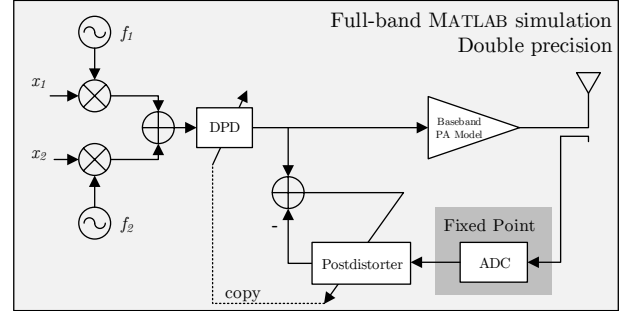 Full-band MATLAB simulation
Double precision
f1
x1
DPD
Baseband
PA Model
x2
f2
-
Fixed Point
Postdistorter
ADC
copy